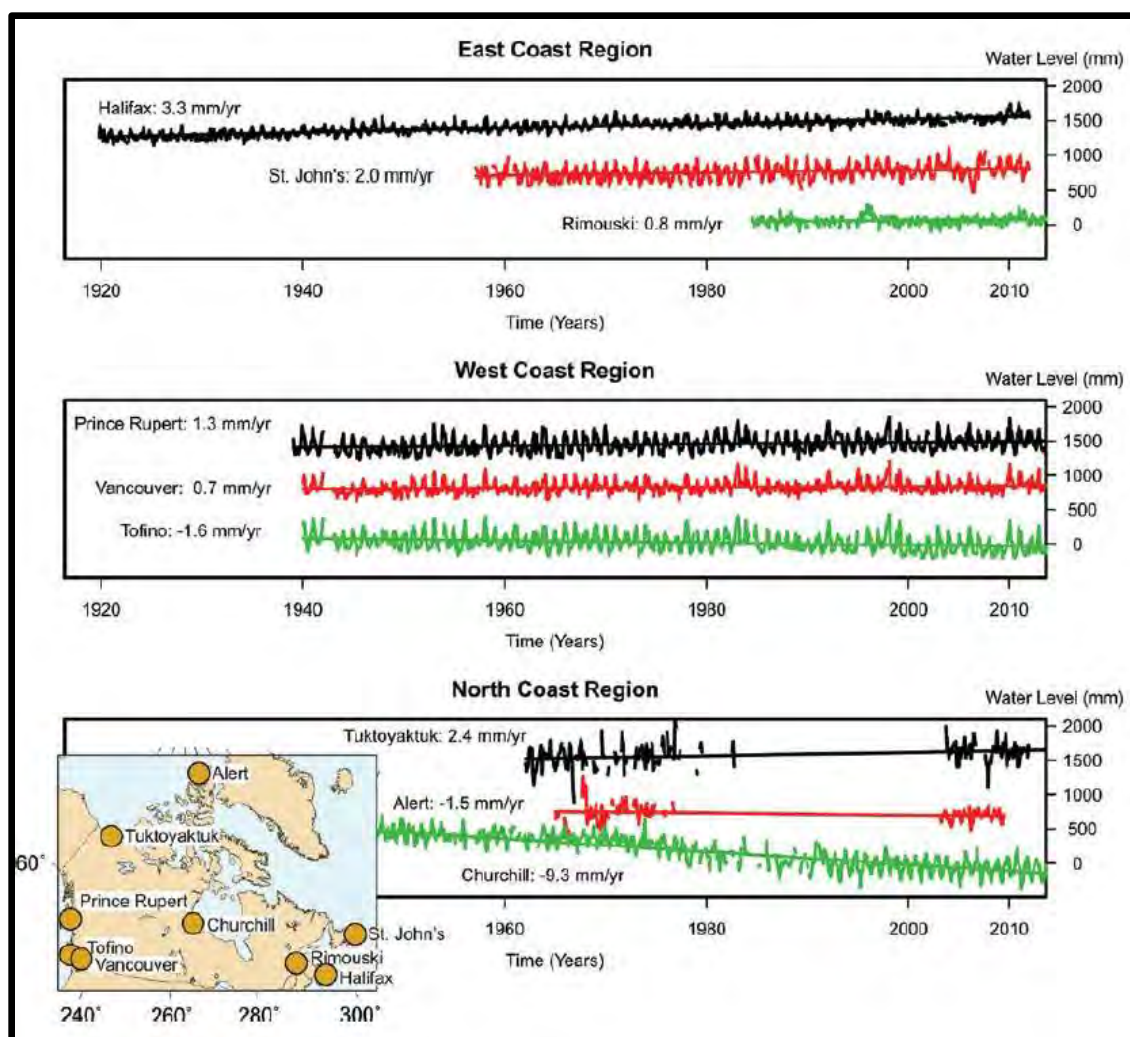 East Coast Region
Water Level (mm)
Halifax: 3.3 mm/yr
St. John's: 2.0 mm/yr
Rimouski: 0.8 mm/yr
2000
1500
1000
500
0
1920 1940 1960 1980 2000 2010
Time (Years)
West Coast Region
Water Level (mm)
Prince Rupert: 1.3 mm/yr
Vancouver: 0.7 mm/yr
Tofino: -1.6 mm/yr
2000
1500
1000
500
0
1920 1940 1960 1980 2000 2010
Time (Years)
North Coast Region
Water Level (mm)
Tuktoyaktuk: 2.4 mm/yr
Alert: -1.5 mm/yr
Churchill: -9.3 mm/yr
2000
1500
1000
500
0
1960 1980 2000 2010
Time (Years)
Alert
Tuktoyaktuk
60°
Prince Rupert
Churchill
St. John's
Tofino
Vancouver
Rimouski
Halifax
240° 260° 280° 300°